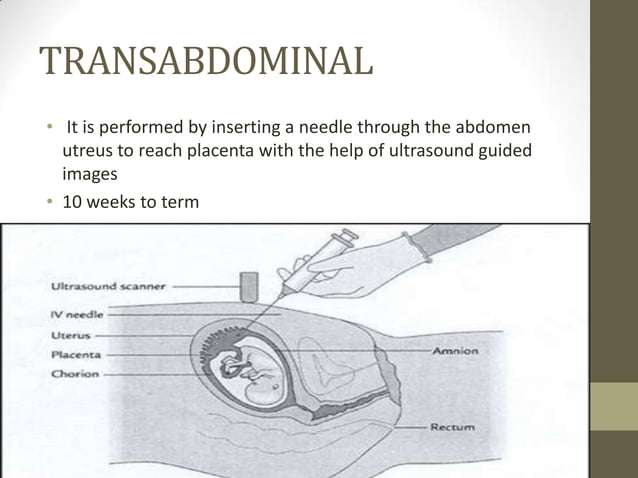 TRANSABDOMINAL
• It is performed by inserting a needle through the abdomen
utreus to reach placenta with the help of ultrasound guided
images
• 10 weeks to term
Ultrasound scanner
IV needle
Uterus
Placenta
Chorion
Amnion
Rectum